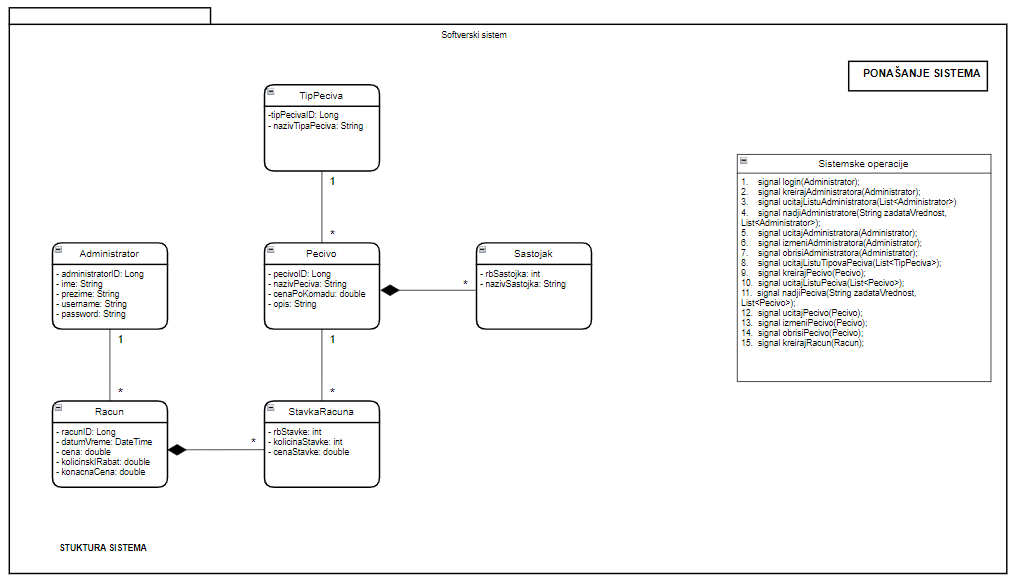 Softverski sistem
PONAŠANJE SISTEMA
TipPeciva
-tipPecivaID: Long
- nazivTipaPeciva: String
1
*
Sistemske operacije
1. signal login(Administrator);
2. signal kreirajAdministratora(Administrator);
3. signal ucitajListuAdministratora(List<Administrator>)
4. signal nadjiAdministratore(String zadataVrednost,
List<Administrator>);
5. signal ucitajAdministratora(Administrator);
6. signal izmeniAdministratora(Administrator);
7. signal obrisiAdministratora(Administrator);
8. signal ucitajListuTipovaPeciva(List<TipPeciva>);
9. signal kreirajPecivo(Pecivo);
10. signal ucitajListuPeciva(List<Pecivo>);
11. signal nadjiPeciva(String zadataVrednost,
List<Pecivo>);
12. signal ucitajPecivo(Pecivo);
13. signal izmeniPecivo(Pecivo);
14. signal obrisiPecivo(Pecivo);
15. signal kreirajRacun(Racun);
Administrator
- administratorID: Long
- ime: String
- prezime: String
- username: String
- password: String
Pecivo
- pecivoID: Long
- nazivPeciva: String
- cenaPoKomadu: double
- opis: String
*
Sastojak
- rbSastojka: int
- nazivSastojka: String
1
*
1
*
Racun
- racunID: Long
- datumVreme: DateTime
- cena: double
- kolicinskiRabat: double
- konacnaCena: double
*
StavkaRacuna
- rbStavke: int
- kolicinaStavke: int
- cenaStavke: double
STUKTURA SISTEMA